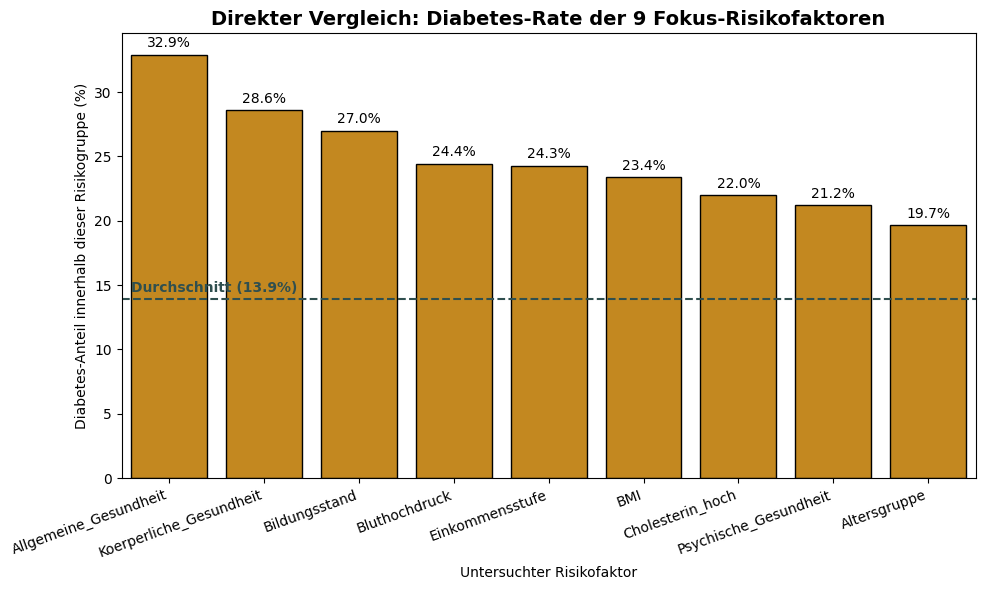 Direkter Vergleich: Diabetes-Rate der 9 Fokus-Risikofaktoren
Diabetes-Anteil innerhalb dieser Risikogruppe (%)
30
25
20
15
10
5
0
32.9%
28.6%
27.0%
24.4%
24.3%
23.4%
22.0%
21.2%
19.7%
Durchschnitt (13.9%)
Allgemeine_Gesundheit
Koerperliche_Gesundheit
Bildungsstand
Bluthochdruck
Einkommensstufe
BMI
Cholesterin_hoch
Psychische_Gesundheit
Altersgruppe
Untersuchter Risikofaktor